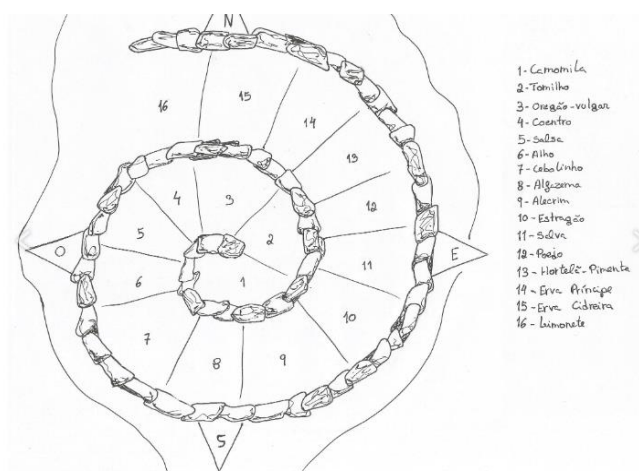 N
16
15
14
13
4
3
12
5
2
O
E
11
6
1
10
7
8
9
S
1- Camomila
2- Tomilho
3- Oregão-vulgar
4- Coentro
5- Salsa
6- Alho
7- Cebolinho
8- Alfazema
9- Alecrim
10- Estragão
11- Salva
12- Poejo
13- Hortelã-Pimenta
14- Erva Príncipe
15- Erva Cidreira
16- Limonete